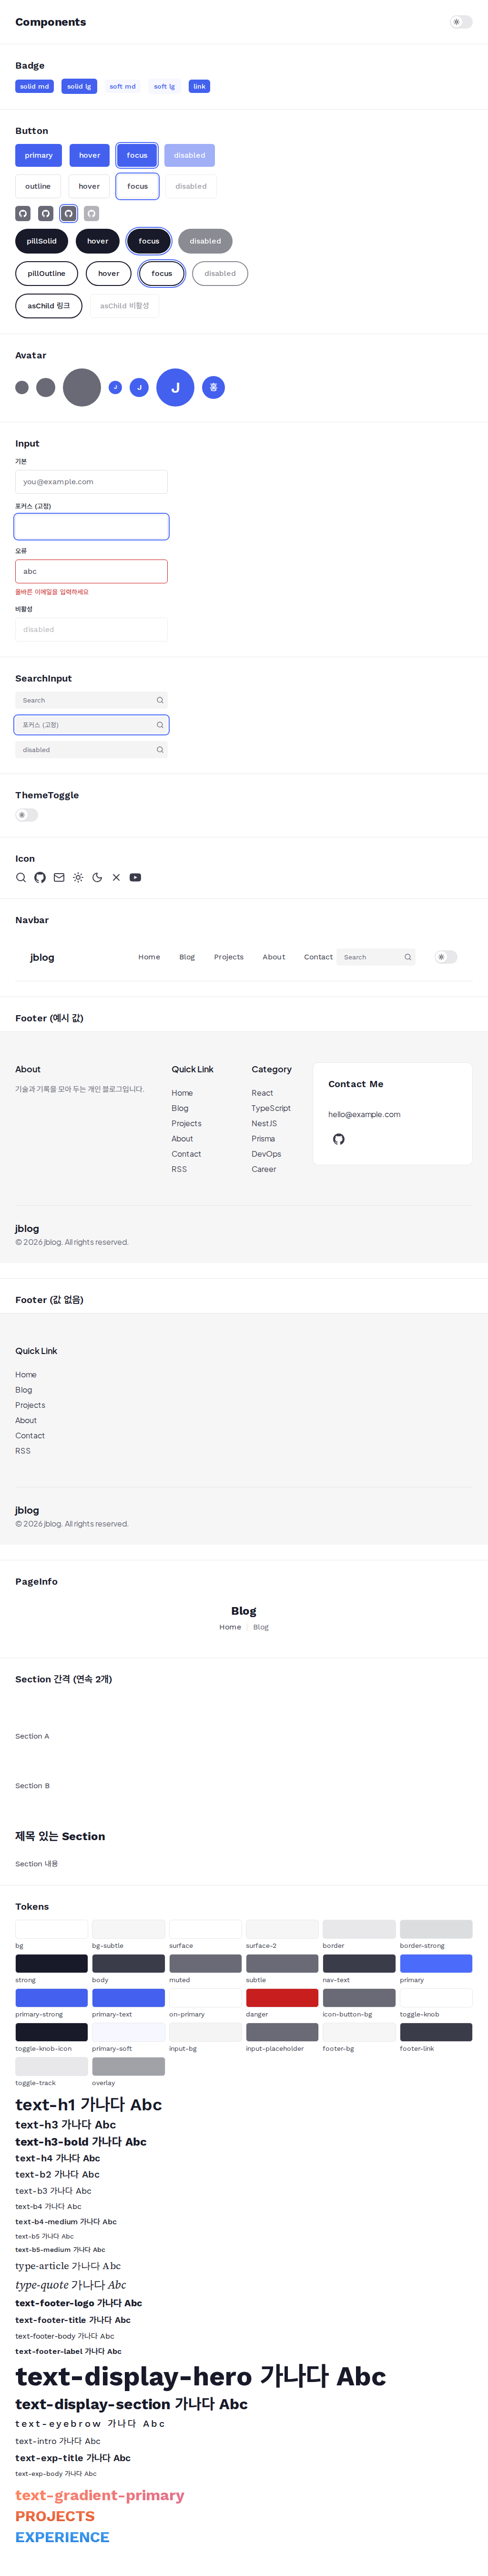 Components
Badge
solid md solid lg soft md soft lg link
Button
primary hover focus disabled
outline hover focus disabled
pillSolid hover focus disabled
pillOutline hover focus disabled
asChild 링크 asChild 비활성
Avatar
J J J 홍
Input
기본
you@example.com
포커스 (고정)
오류
abc
올바른 이메일을 입력하세요
비활성
disabled
SearchInput
Search
포커스 (고정)
disabled
ThemeToggle
Icon
Navbar
jblog Home Blog Projects About Contact Search
Footer (예시 값)
About
기술과 기록을 모아 두는 개인 블로그입니다.
Quick Link
Home
Blog
Projects
About
Contact
RSS
Category
React
TypeScript
NestJS
Prisma
DevOps
Career
Contact Me
hello@example.com
jblog
© 2026 jblog. All rights reserved.
Footer (값 없음)
Quick Link
Home
Blog
Projects
About
Contact
RSS
jblog
© 2026 jblog. All rights reserved.
PageInfo
Blog
Home | Blog
Section 간격 (연속 2개)
Section A
Section B
제목 있는 Section
Section 내용
Tokens
bg bg-subtle surface surface-2 border border-strong
strong body muted subtle nav-text primary
primary-strong primary-text on-primary danger icon-button-bg toggle-knob
toggle-knob-icon primary-soft input-bg input-placeholder footer-bg footer-link
toggle-track overlay
text-h1 가나다 Abc
text-h3 가나다 Abc
text-h3-bold 가나다 Abc
text-h4 가나다 Abc
text-b2 가나다 Abc
text-b3 가나다 Abc
text-b4 가나다 Abc
text-b4-medium 가나다 Abc
text-b5 가나다 Abc
text-b5-medium 가나다 Abc
type-article 가나다 Abc
type-quote 가나다 Abc
text-footer-logo 가나다 Abc
text-footer-title 가나다 Abc
text-footer-body 가나다 Abc
text-footer-label 가나다 Abc
text-display-hero 가나다 Abc
text-display-section 가나다 Abc
text-eyebrow 가나다 Abc
text-intro 가나다 Abc
text-exp-title 가나다 Abc
text-exp-body 가나다 Abc
text-gradient-primary
PROJECTS
EXPERIENCE